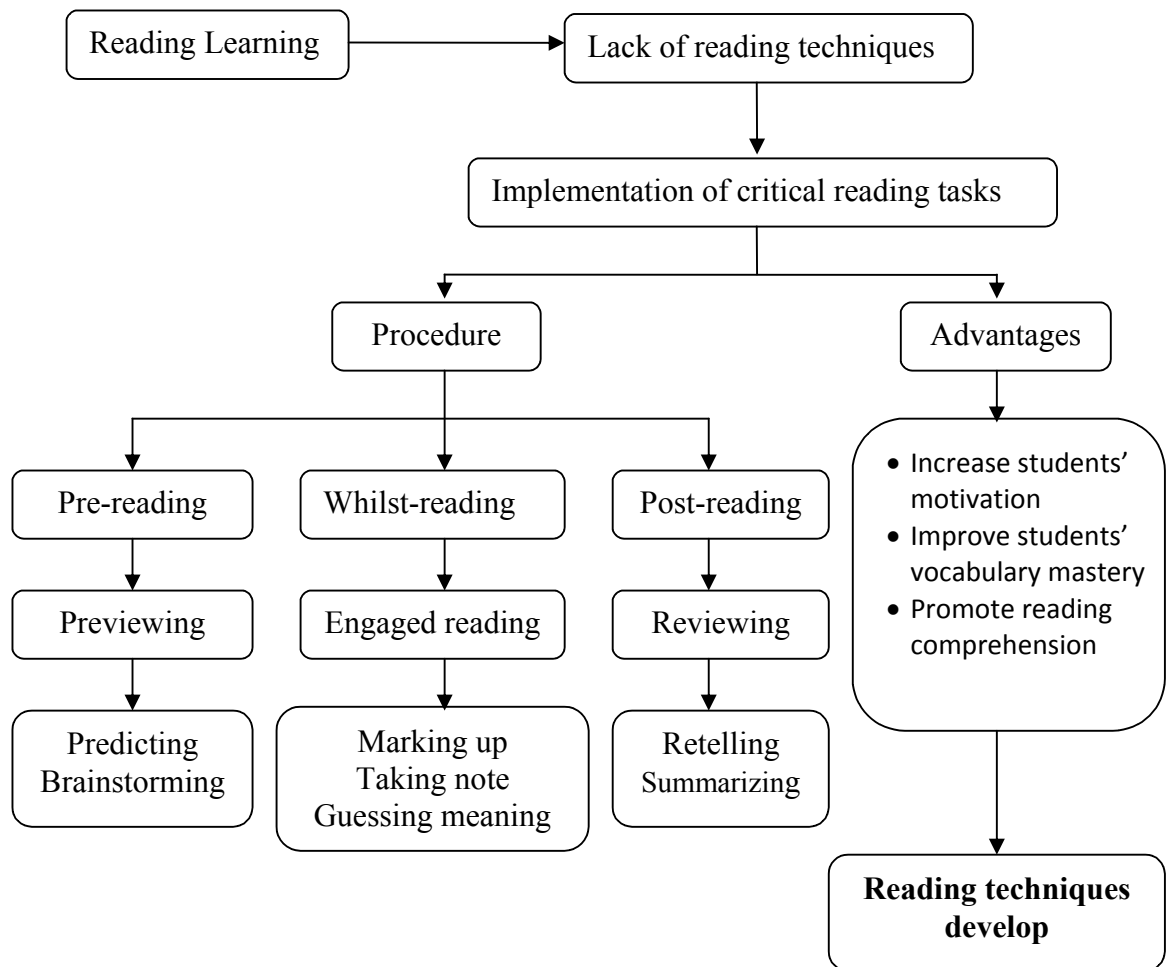 Reading Learning
Lack of reading techniques
Implementation of critical reading tasks
Procedure
Advantages
Pre-reading
Whilst-reading
Post-reading
• Increase students’
motivation
• Improve students’
vocabulary mastery
• Promote reading
comprehension
Previewing
Engaged reading
Reviewing
Predicting
Brainstorming
Marking up
Taking note
Guessing meaning
Retelling
Summarizing
Reading techniques
develop